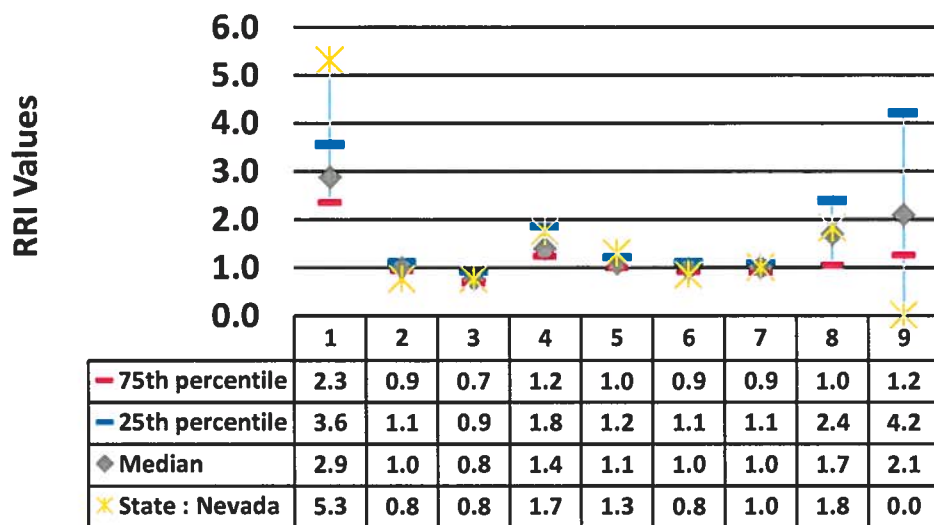 6.0
5.0
4.0
3.0
2.0
1.0
0.0
RRI Values
1 2 3 4 5 6 7 8 9
75th percentile 2.3 0.9 0.7 1.2 1.0 0.9 0.9 1.0 1.2
25th percentile 3.6 1.1 0.9 1.8 1.2 1.1 1.1 2.4 4.2
Median 2.9 1.0 0.8 1.4 1.1 1.0 1.0 1.7 2.1
State : Nevada 5.3 0.8 0.8 1.7 1.3 0.8 1.0 1.8 0.0